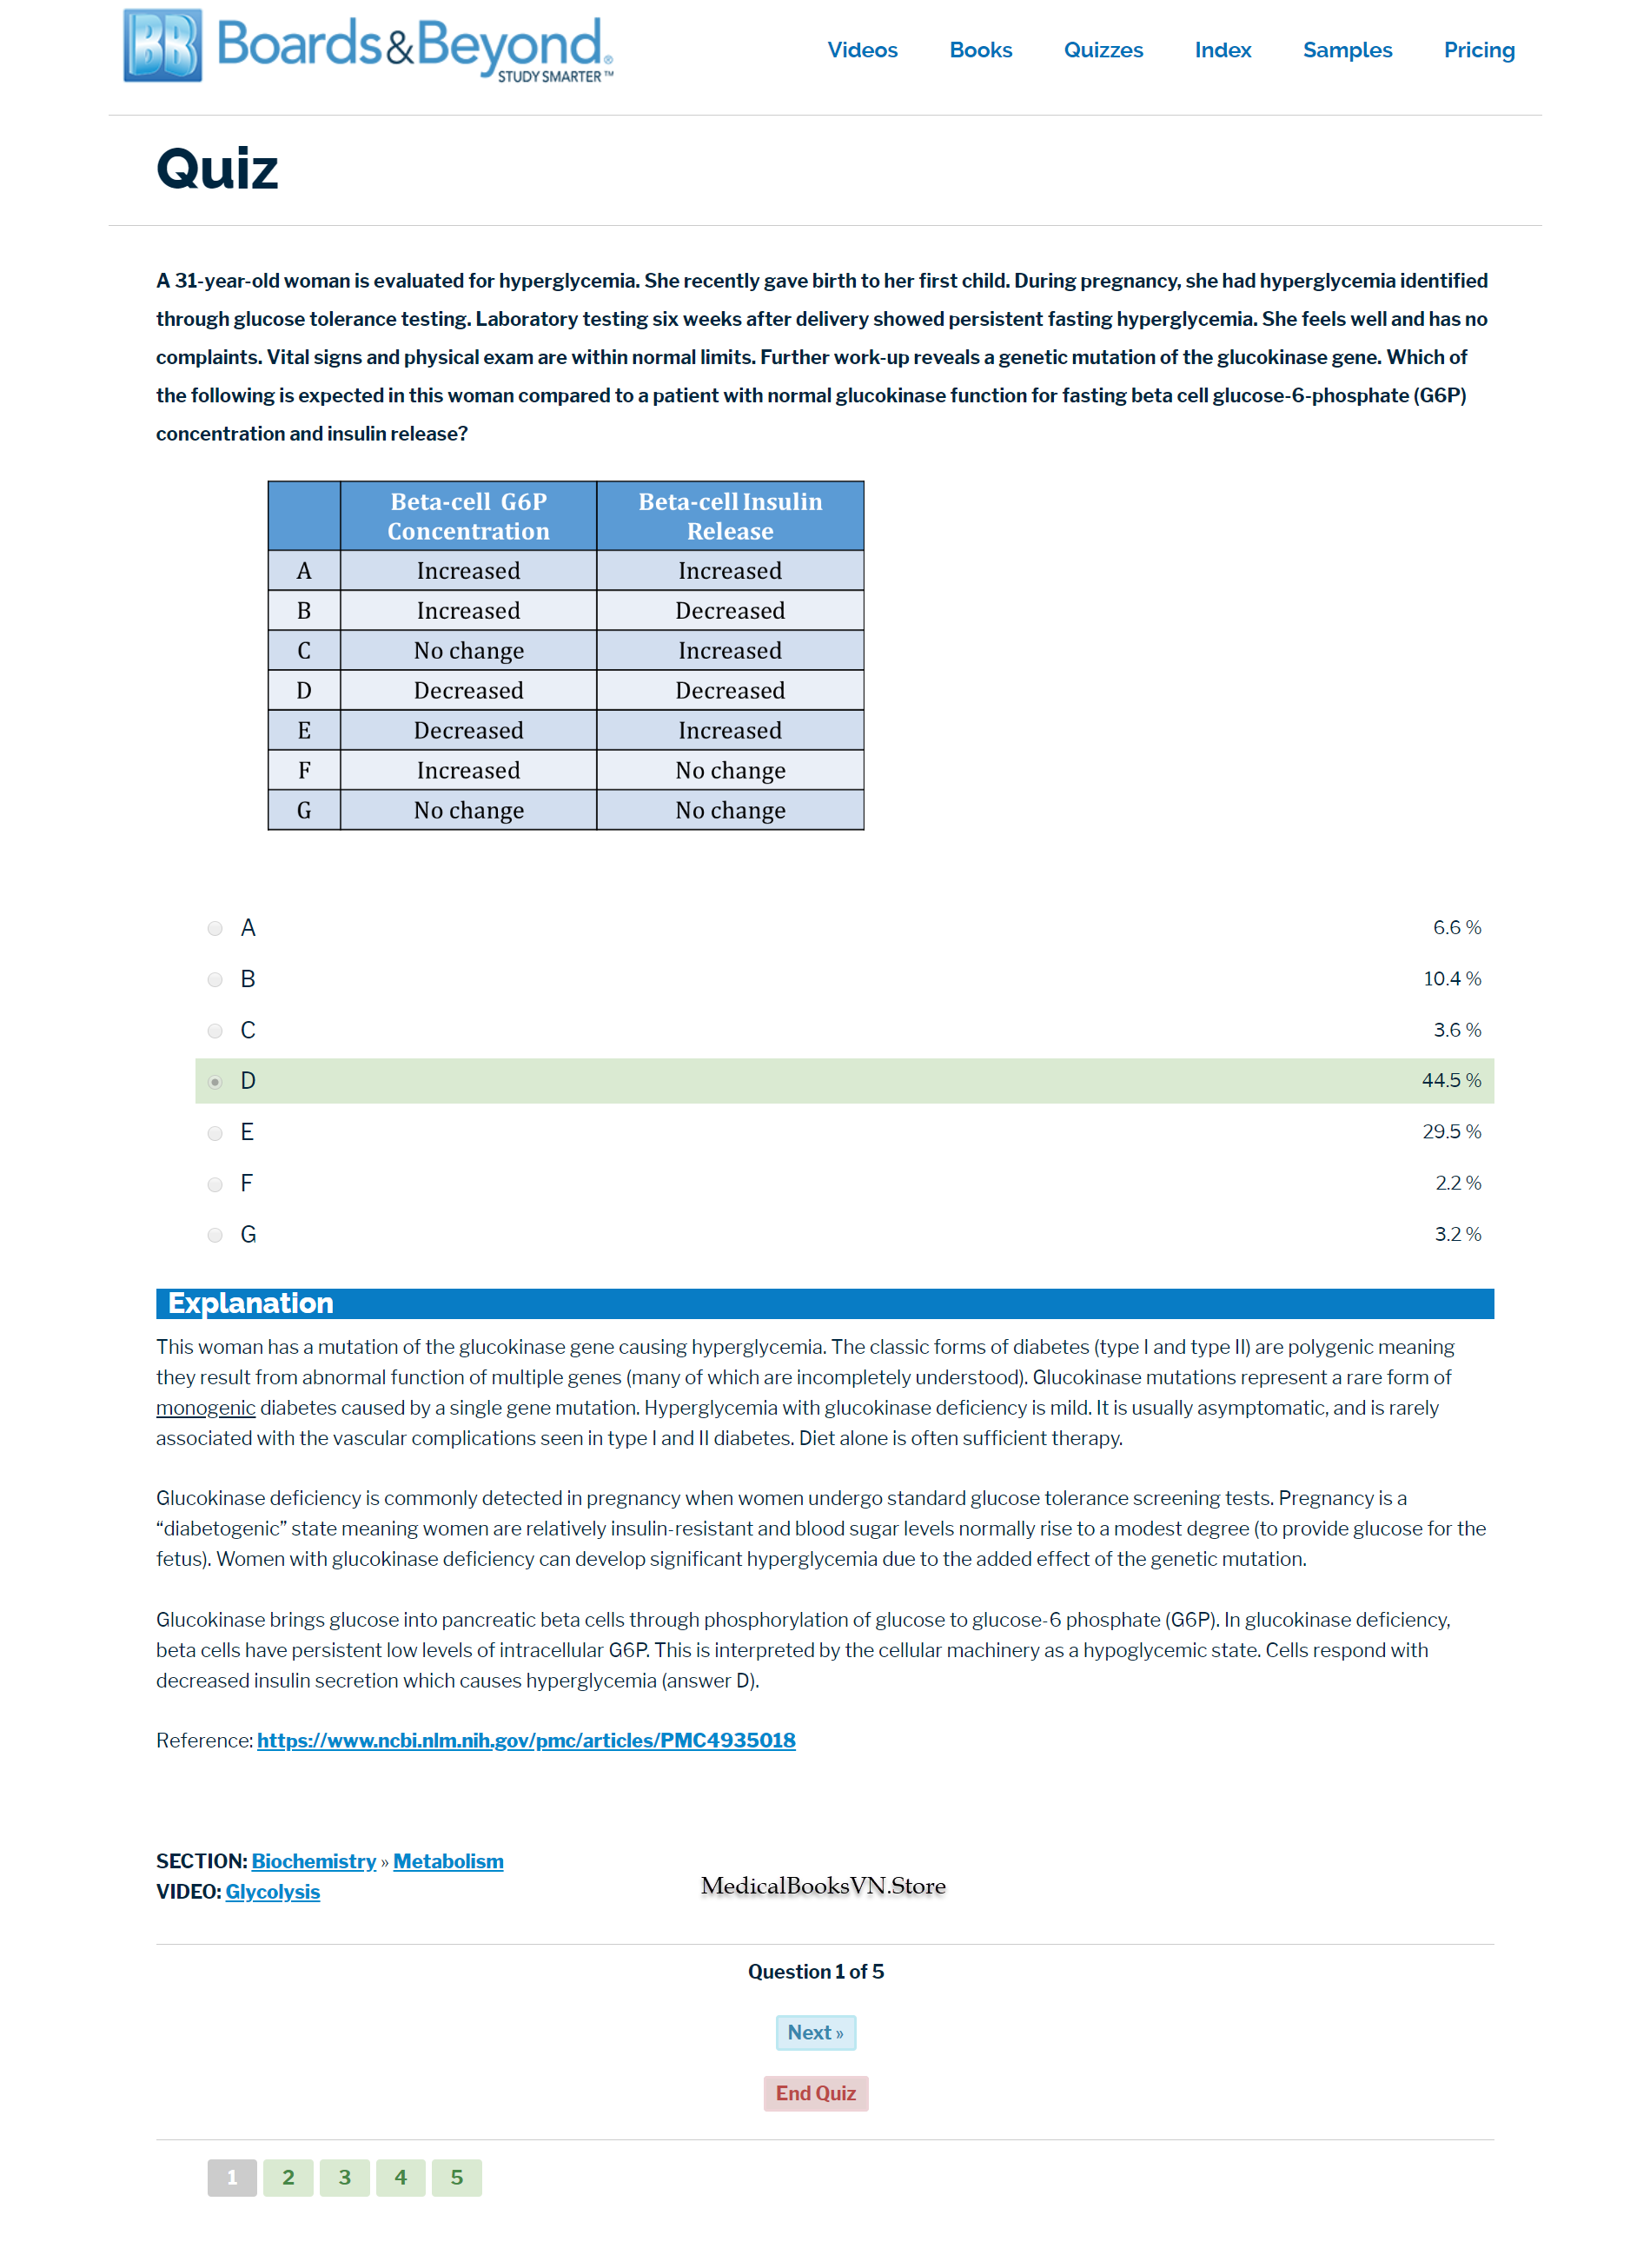 BB Boards&Beyond®
STUDY SMARTER™
Videos Books Quizzes Index Samples Pricing
Quiz
A 31-year-old woman is evaluated for hyperglycemia. She recently gave birth to her first child. During pregnancy, she had hyperglycemia identified
through glucose tolerance testing. Laboratory testing six weeks after delivery showed persistent fasting hyperglycemia. She feels well and has no
complaints. Vital signs and physical exam are within normal limits. Further work-up reveals a genetic mutation of the glucokinase gene. Which of
the following is expected in this woman compared to a patient with normal glucokinase function for fasting beta cell glucose-6-phosphate (G6P)
concentration and insulin release?
Beta-cell G6P Concentration Beta-cell Insulin Release
A Increased Increased
B Increased Decreased
C No change Increased
D Decreased Decreased
E Decreased Increased
F Increased No change
G No change No change
A 6.6 %
B 10.4 %
C 3.6 %
D 44.5 %
E 29.5 %
F 2.2 %
G 3.2 %
Explanation
This woman has a mutation of the glucokinase gene causing hyperglycemia. The classic forms of diabetes (type I and type II) are polygenic meaning
they result from abnormal function of multiple genes (many of which are incompletely understood). Glucokinase mutations represent a rare form of
monogenic diabetes caused by a single gene mutation. Hyperglycemia with glucokinase deficiency is mild. It is usually asymptomatic, and is rarely
associated with the vascular complications seen in type I and II diabetes. Diet alone is often sufficient therapy.
Glucokinase deficiency is commonly detected in pregnancy when women undergo standard glucose tolerance screening tests. Pregnancy is a
“diabetogenic” state meaning women are relatively insulin-resistant and blood sugar levels normally rise to a modest degree (to provide glucose for the
fetus). Women with glucokinase deficiency can develop significant hyperglycemia due to the added effect of the genetic mutation.
Glucokinase brings glucose into pancreatic beta cells through phosphorylation of glucose to glucose-6 phosphate (G6P). In glucokinase deficiency,
beta cells have persistent low levels of intracellular G6P. This is interpreted by the cellular machinery as a hypoglycemic state. Cells respond with
decreased insulin secretion which causes hyperglycemia (answer D).
Reference: https://www.ncbi.nlm.nih.gov/pmc/articles/PMC4935018
SECTION: Biochemistry » Metabolism
VIDEO: Glycolysis
MedicalBooksVN.Store
Question 1 of 5
Next »
End Quiz
1 2 3 4 5